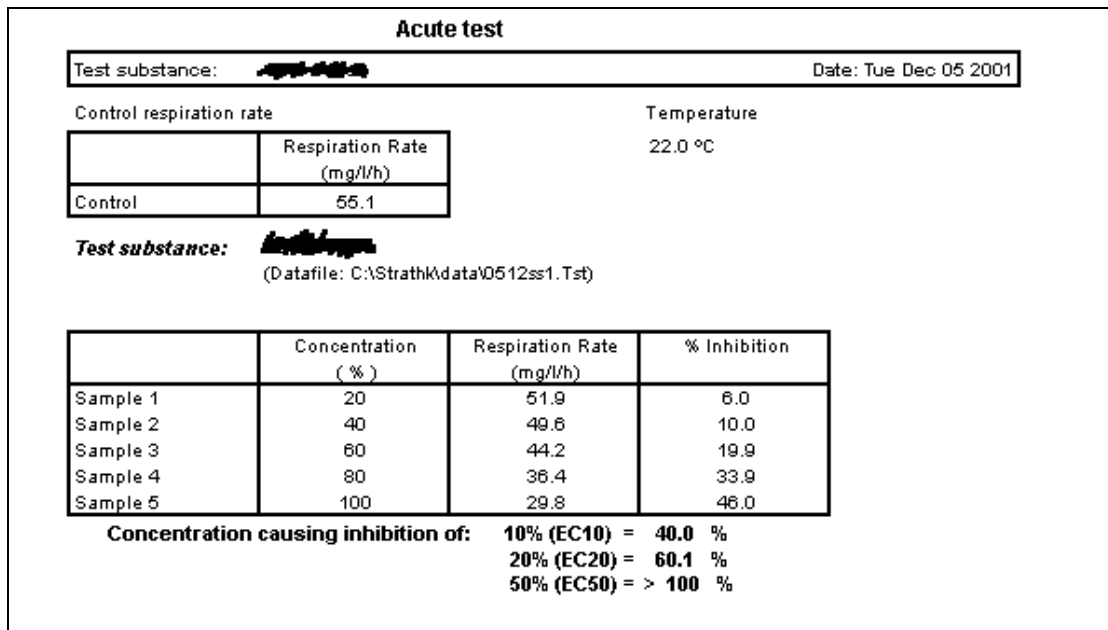 Acute test
Test substance: Date: Tue Dec 05 2001
Control respiration rate Temperature
Respiration Rate 22.0 ºC
(mg/l/h)
Control 55.1
Test substance:
(Datafile: C:\Strathk\data\0512ss1.Tst)
Concentration Respiration Rate % Inhibition
( % ) (mg/l/h)
Sample 1 20 51.9 6.0
Sample 2 40 49.6 10.0
Sample 3 60 44.2 19.9
Sample 4 80 36.4 33.9
Sample 5 100 29.8 46.0
Concentration causing inhibition of: 10% (EC10) = 40.0 %
20% (EC20) = 60.1 %
50% (EC50) = > 100 %